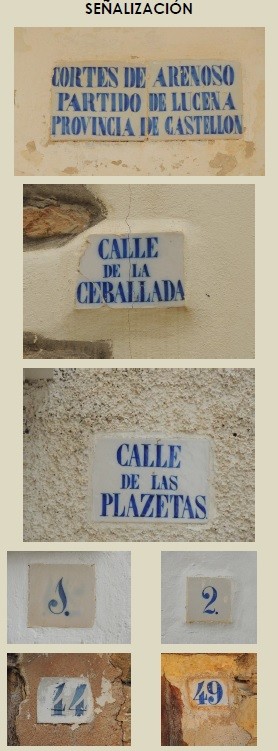 SEÑALIZACIÓN
CORTES DE ARENOSO
PARTIDO DE LUCENA
PROVINCIA DE CASTELLON
CALLE
DE LA
CEBALLADA
CALLE
DE LAS
PLAZETAS
2.
44
49